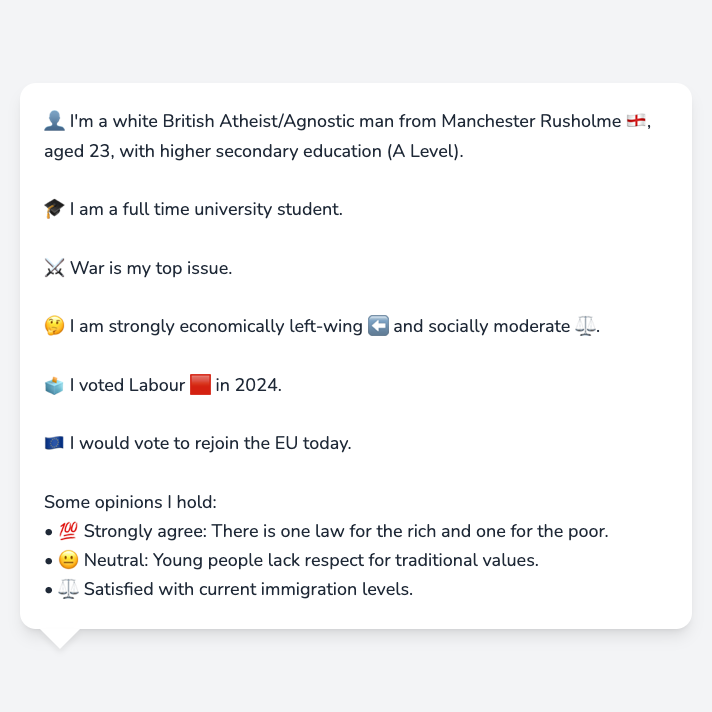 👤 I'm a white British Atheist/Agnostic man from Manchester Rusholme 🏴󠁧󠁢󠁥󠁮󠁧󠁿,
aged 23, with higher secondary education (A Level).
🎓 I am a full time university student.
⚔️ War is my top issue.
🤔 I am strongly economically left-wing ⬅️ and socially moderate ⚖️.
🗳️ I voted Labour 🟥 in 2024.
🇪🇺 I would vote to rejoin the EU today.
Some opinions I hold:
• 💯 Strongly agree: There is one law for the rich and one for the poor.
• 😐 Neutral: Young people lack respect for traditional values.
• ⚖️ Satisfied with current immigration levels.